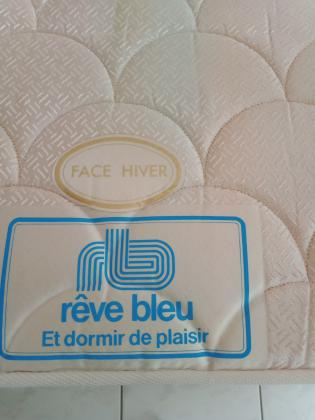 FACE HIVER
rb
rêve bleu
Et dormir de plaisir